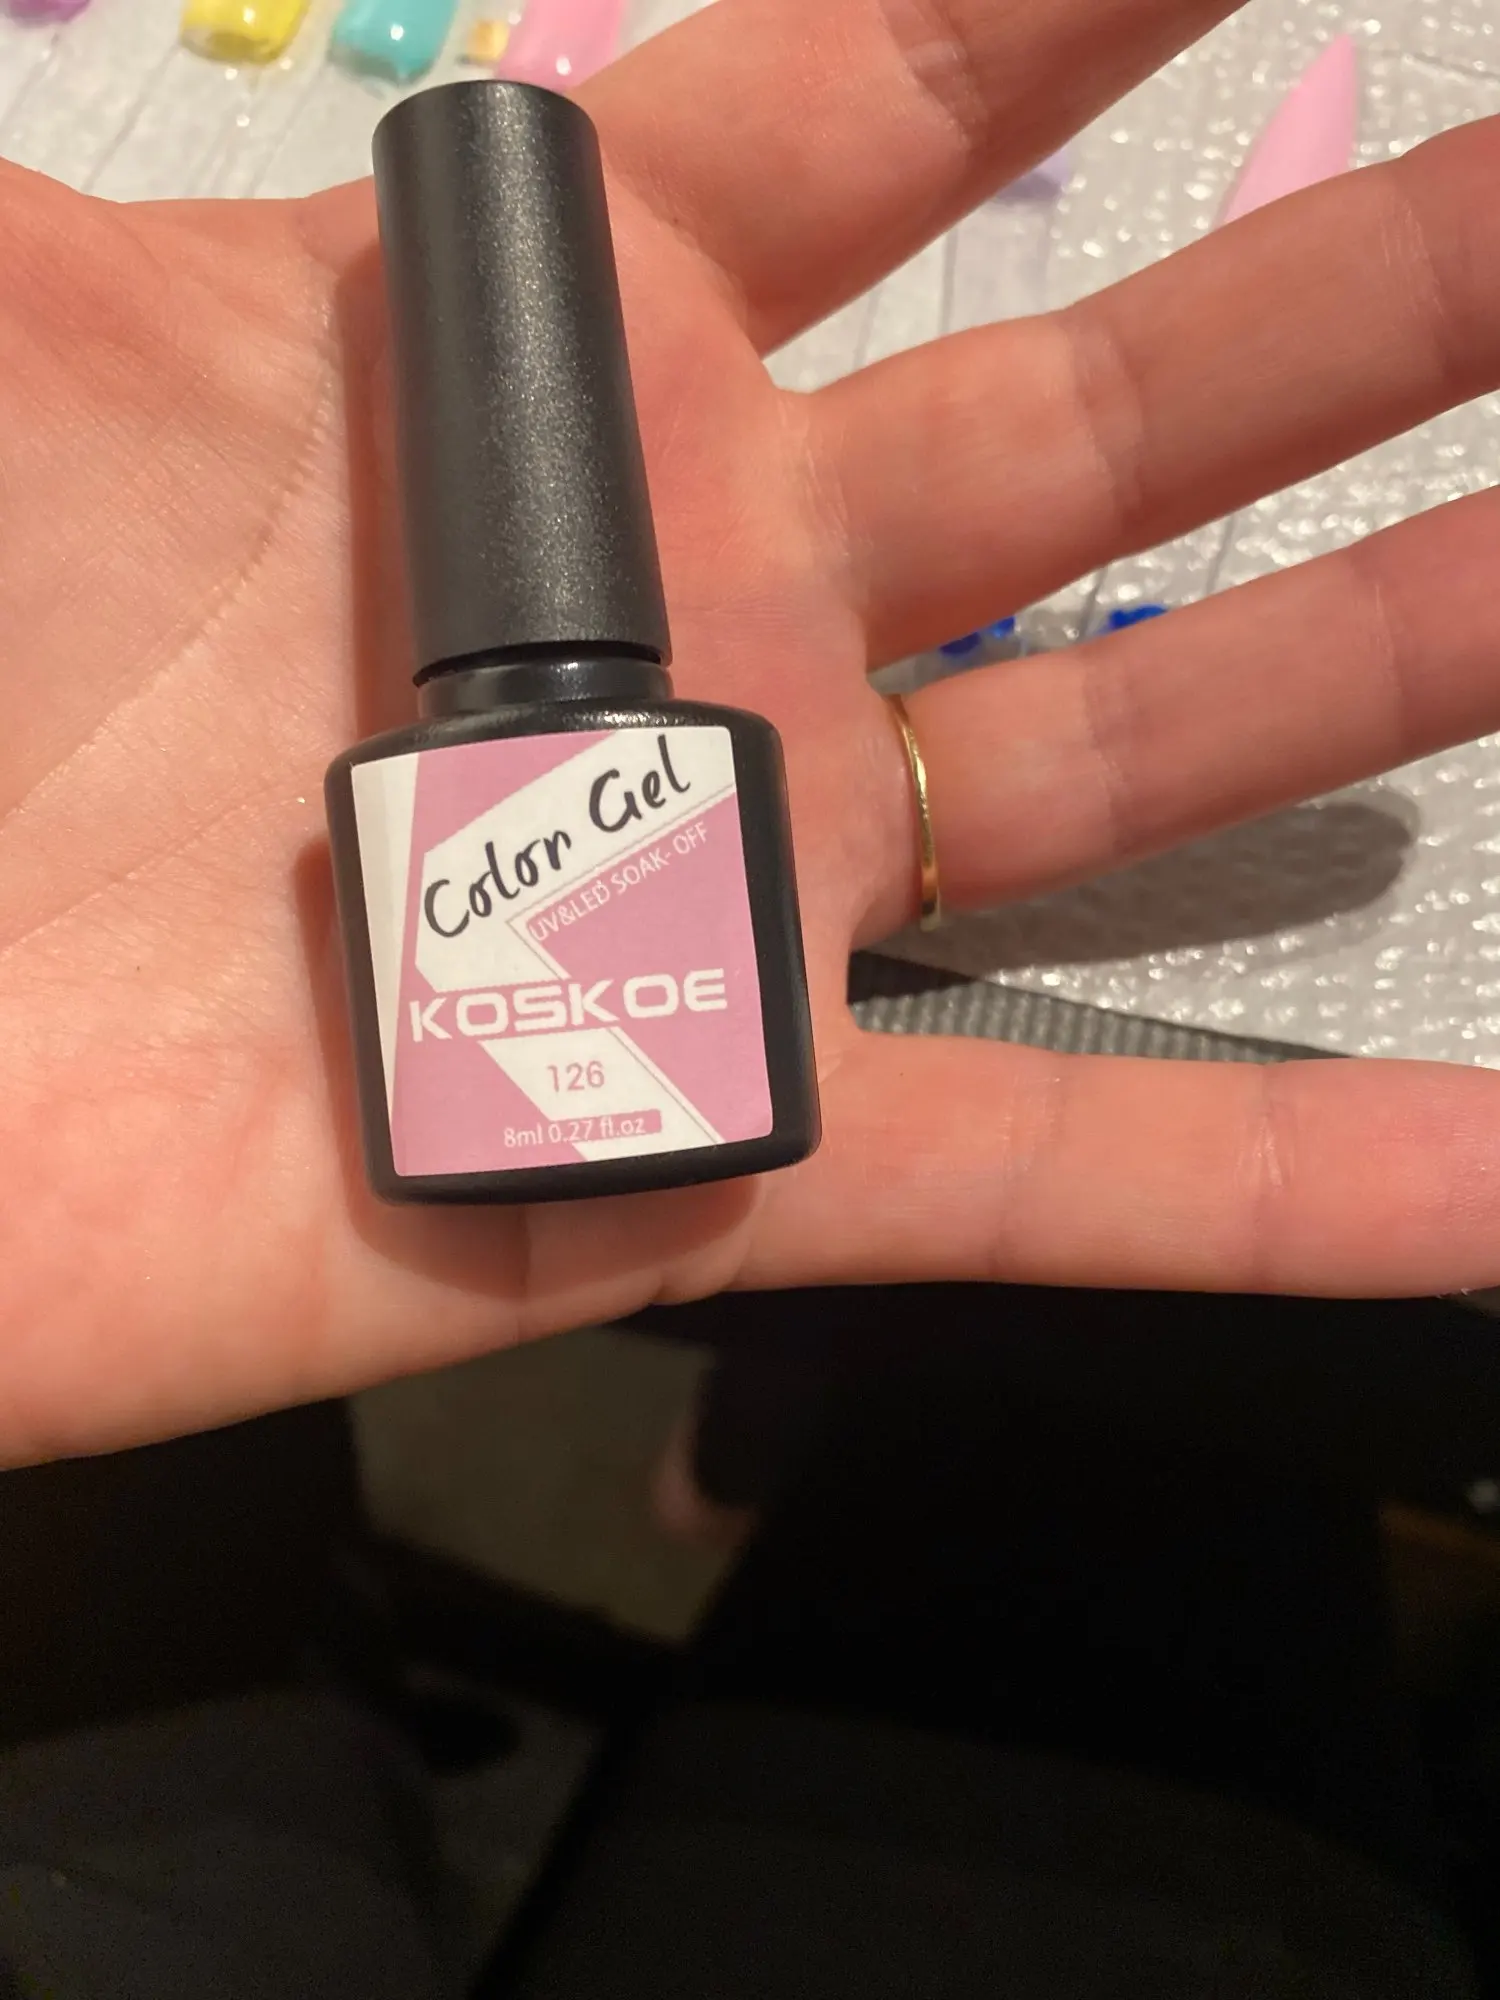 Color Gel
UV&LED SOAK- OFF
KOSKOE
126
8ml 0.27 fl.oz